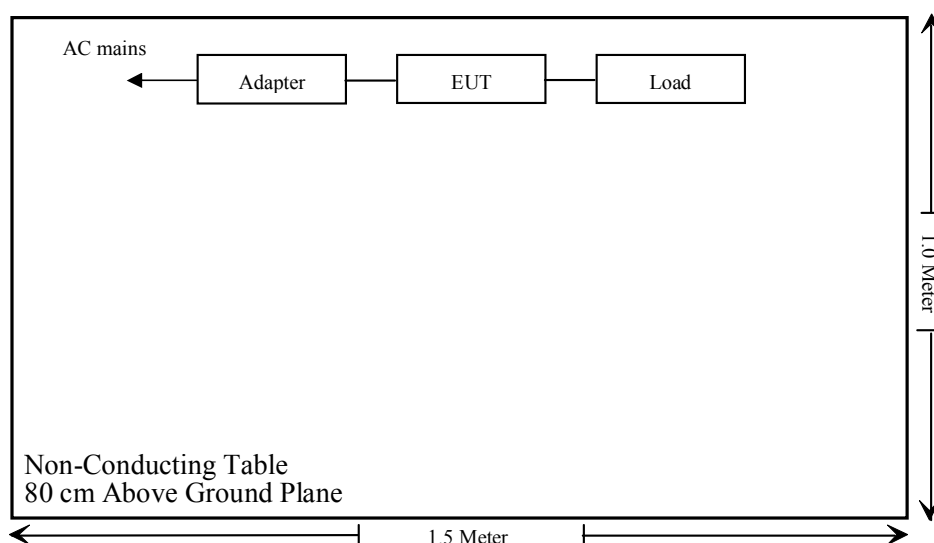 AC mains
Adapter
EUT
Load
1.0 Meter
Non-Conducting Table
80 cm Above Ground Plane
1.5 Meter